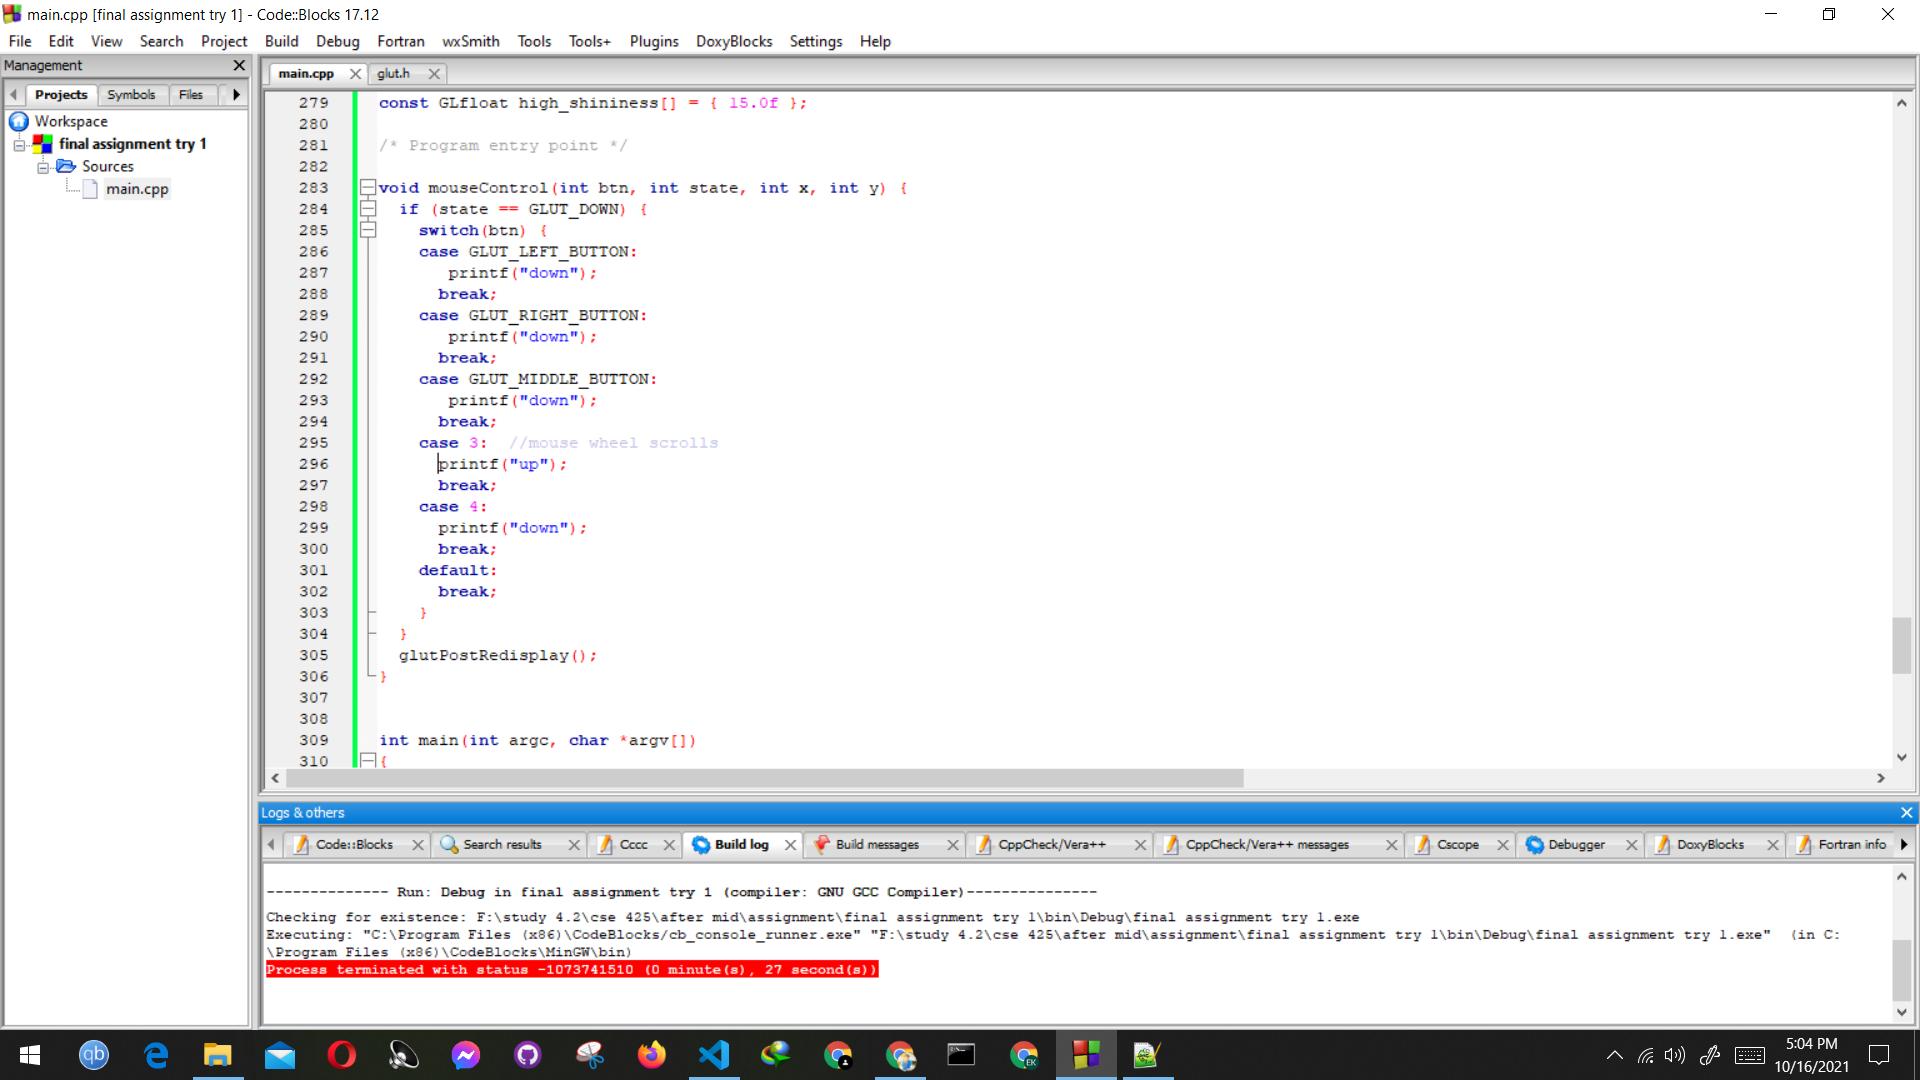 main.cpp [final assignment try 1] - Code::Blocks 17.12
File Edit View Search Project Build Debug Fortran wxSmith Tools Tools+ Plugins DoxyBlocks Settings Help
Management
Projects Symbols Files
Workspace
final assignment try 1
Sources
main.cpp
main.cpp glut.h
279 const GLfloat high_shininess[] = { 15.0f };
280
281 /* Program entry point */
282
283 void mouseControl(int btn, int state, int x, int y) {
284 if (state == GLUT_DOWN) {
285 switch(btn) {
286 case GLUT_LEFT_BUTTON:
287 printf("down");
288 break;
289 case GLUT_RIGHT_BUTTON:
290 printf("down");
291 break;
292 case GLUT_MIDDLE_BUTTON:
293 printf("down");
294 break;
295 case 3: //mouse wheel scrolls
296 printf("up");
297 break;
298 case 4:
299 printf("down");
300 break;
301 default:
302 break;
303 }
304 }
305 glutPostRedisplay();
306 }
307
308
309 int main(int argc, char *argv[])
310 {
Logs & others
Code::Blocks Search results Cccc Build log Build messages CppCheck/Vera++ CppCheck/Vera++ messages Cscope Debugger DoxyBlocks Fortran info
-------------- Run: Debug in final assignment try 1 (compiler: GNU GCC Compiler)---------------
Checking for existence: F:\study 4.2\cse 425\after mid\assignment\final assignment try 1\bin\Debug\final assignment try 1.exe
Executing: "C:\Program Files (x86)\CodeBlocks/cb_console_runner.exe" "F:\study 4.2\cse 425\after mid\assignment\final assignment try 1\bin\Debug\final assignment try 1.exe" (in C:
\Program Files (x86)\CodeBlocks\MinGW\bin)
Process terminated with status -1073741510 (0 minute(s), 27 second(s))
qb
EK
5:04 PM
10/16/2021